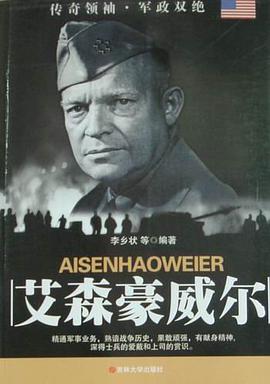 传奇领袖·军政双绝
李乡状 等◎编著
AISENHAOWEIER
艾森豪威尔
精通军事业务，熟谙战争历史，果敢顽强，有献身精神，
深得士兵的爱戴和上司的赏识。
吉林大学出版社